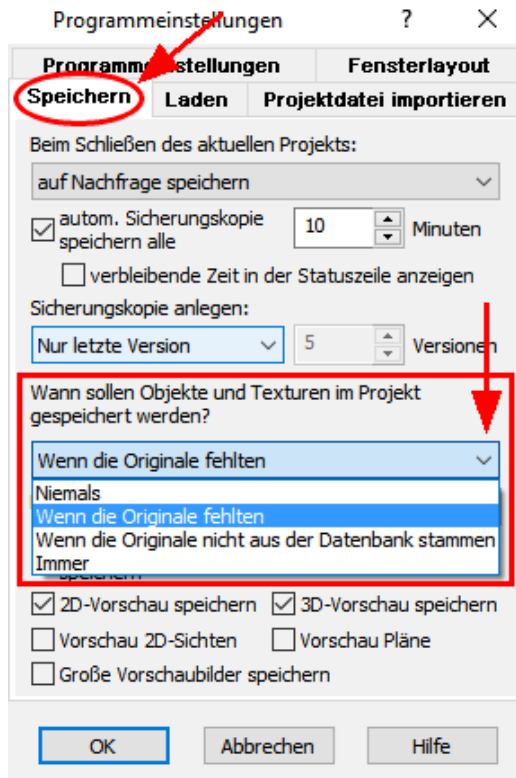 Programmeinstellungen ? ×
Programmeinstellungen Fensterlayout
Speichern Laden Projektdatei importieren
Beim Schließen des aktuellen Projekts:
auf Nachfrage speichern
autom. Sicherungskopie
speichern alle 10 Minuten
verbleibende Zeit in der Statuszeile anzeigen
Sicherungskopie anlegen:
Nur letzte Version 5 Versionen
Wann sollen Objekte und Texturen im Projekt
gespeichert werden?
Wenn die Originale fehlten
Niemals
Wenn die Originale fehlten
Wenn die Originale nicht aus der Datenbank stammen
Immer
2D-Vorschau speichern 3D-Vorschau speichern
Vorschau 2D-Sichten Vorschau Pläne
Große Vorschaubilder speichern
OK Abbrechen Hilfe